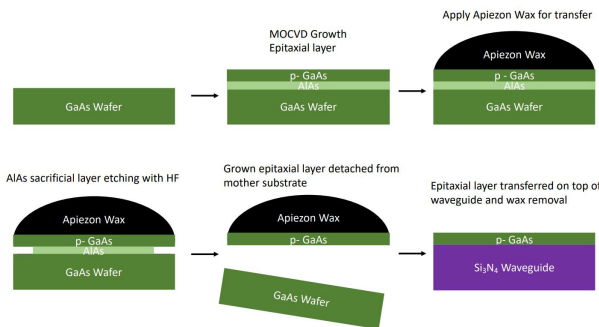 GaAs Wafer
MOCVD Growth
Epitaxial layer
p- GaAs
AlAs
GaAs Wafer
Apply Apiezon Wax for transfer
Apiezon Wax
p - GaAs
AlAs
GaAs Wafer
AlAs sacrificial layer etching with HF
Apiezon Wax
p- GaAs
AlAs
GaAs Wafer
Grown epitaxial layer detached from
mother substrate
Apiezon Wax
p- GaAs
GaAs Wafer
Epitaxial layer transferred on top of
waveguide and wax removal
p- GaAs
Si₃N₄ Waveguide